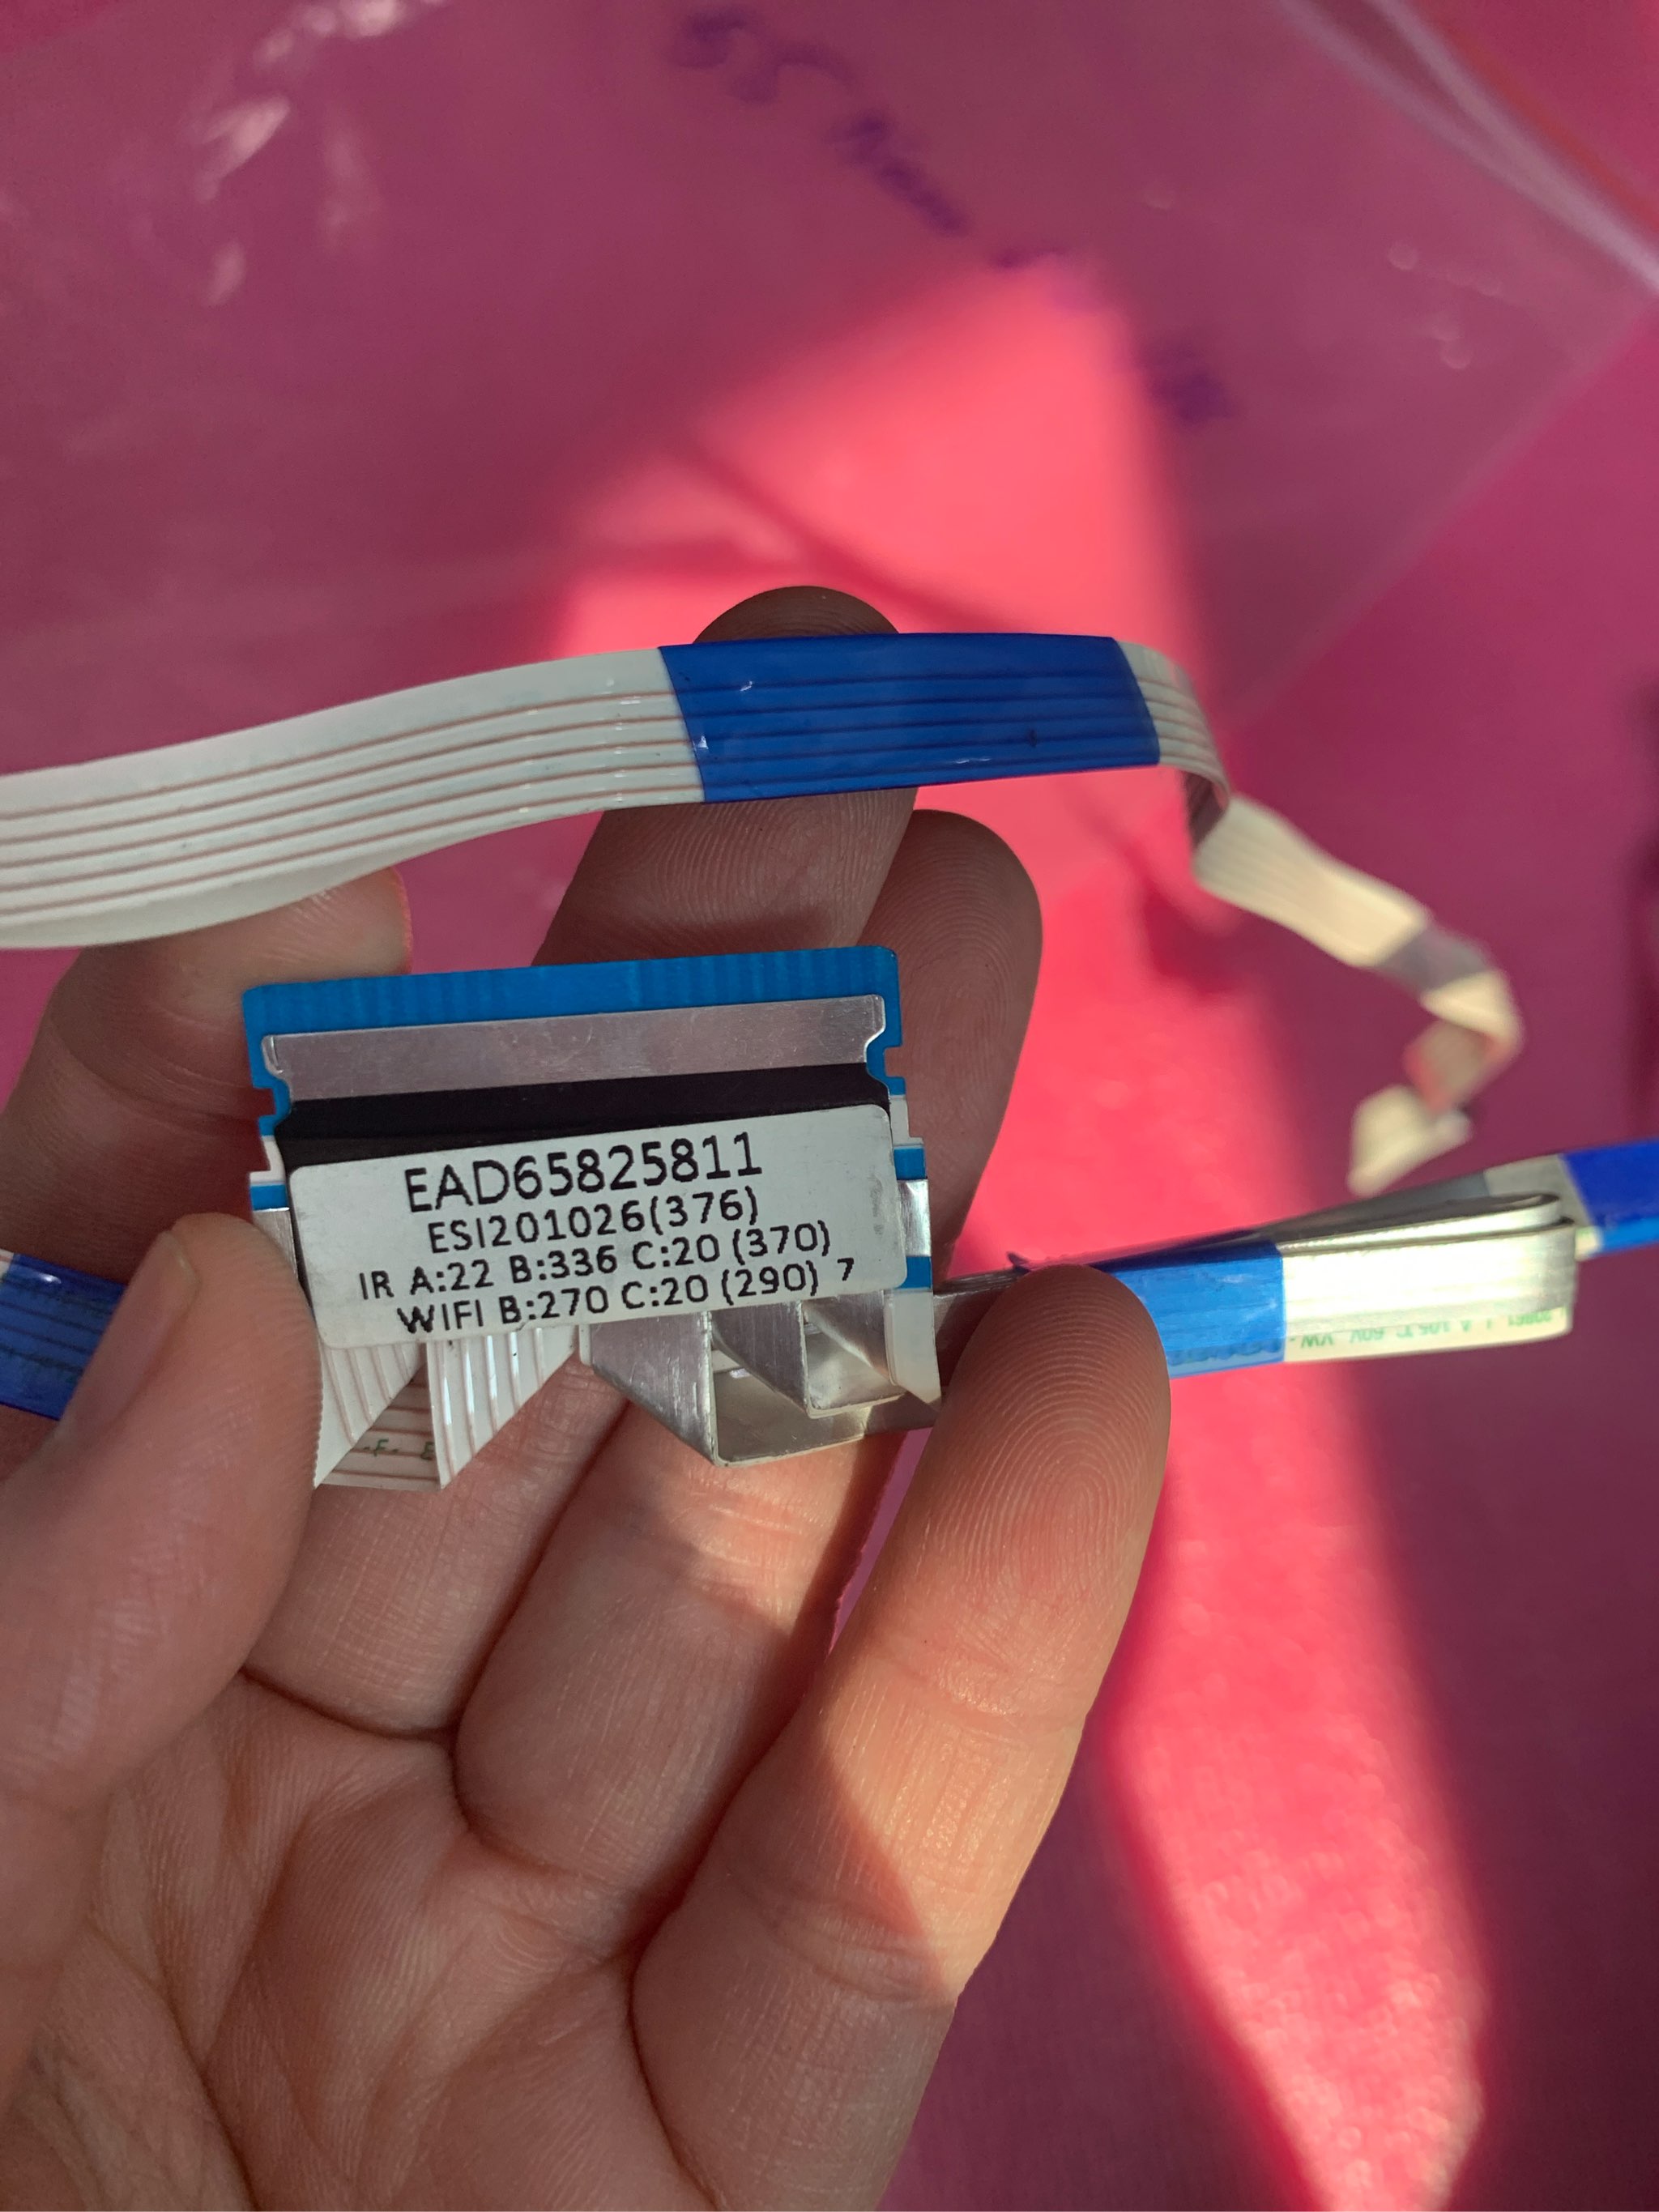 EAD65825811
ESI201026(376)
IR A:22 B:336 C:20 (370)
WIFI B:270 C:20 (290) 7